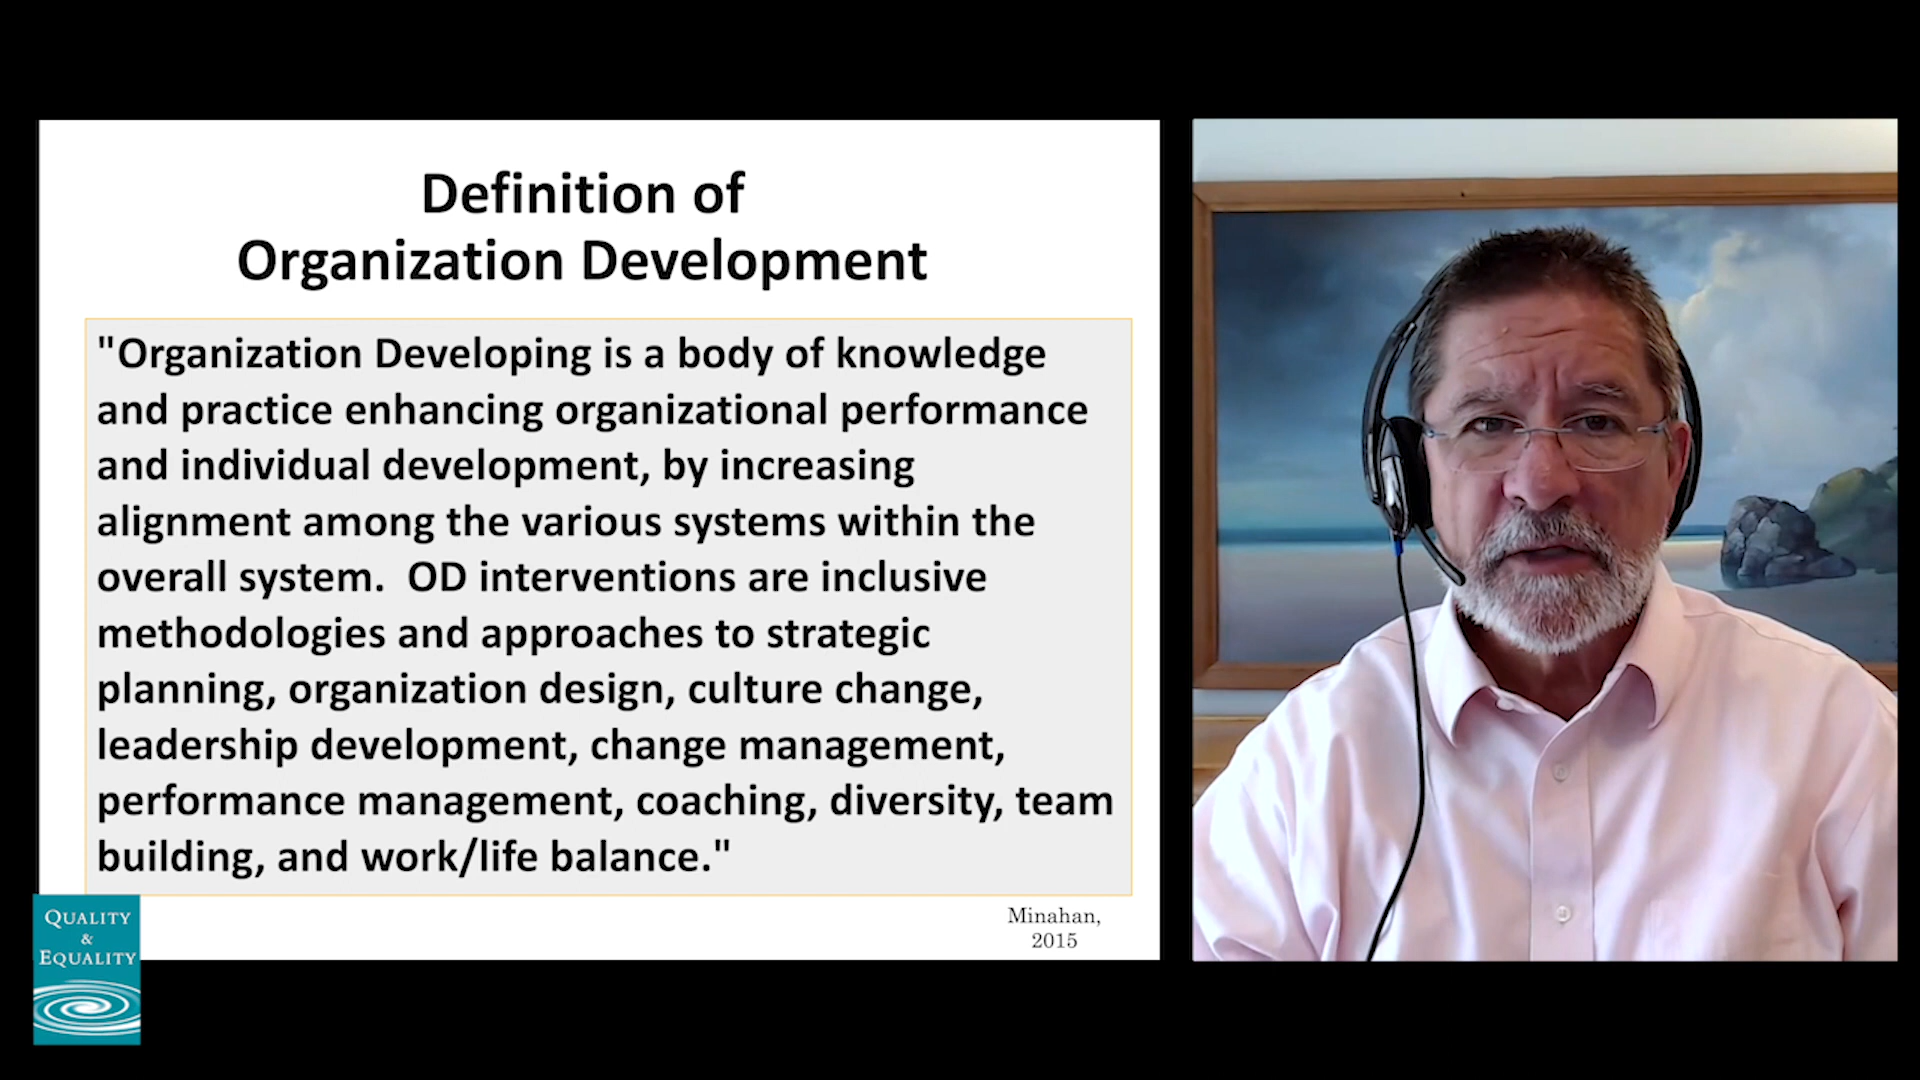 Definition of
Organization Development
"Organization Developing is a body of knowledge
and practice enhancing organizational performance
and individual development, by increasing
alignment among the various systems within the
overall system.  OD interventions are inclusive
methodologies and approaches to strategic
planning, organization design, culture change,
leadership development, change management,
performance management, coaching, diversity, team
building, and work/life balance."
Minahan,
2015
QUALITY
&
EQUALITY